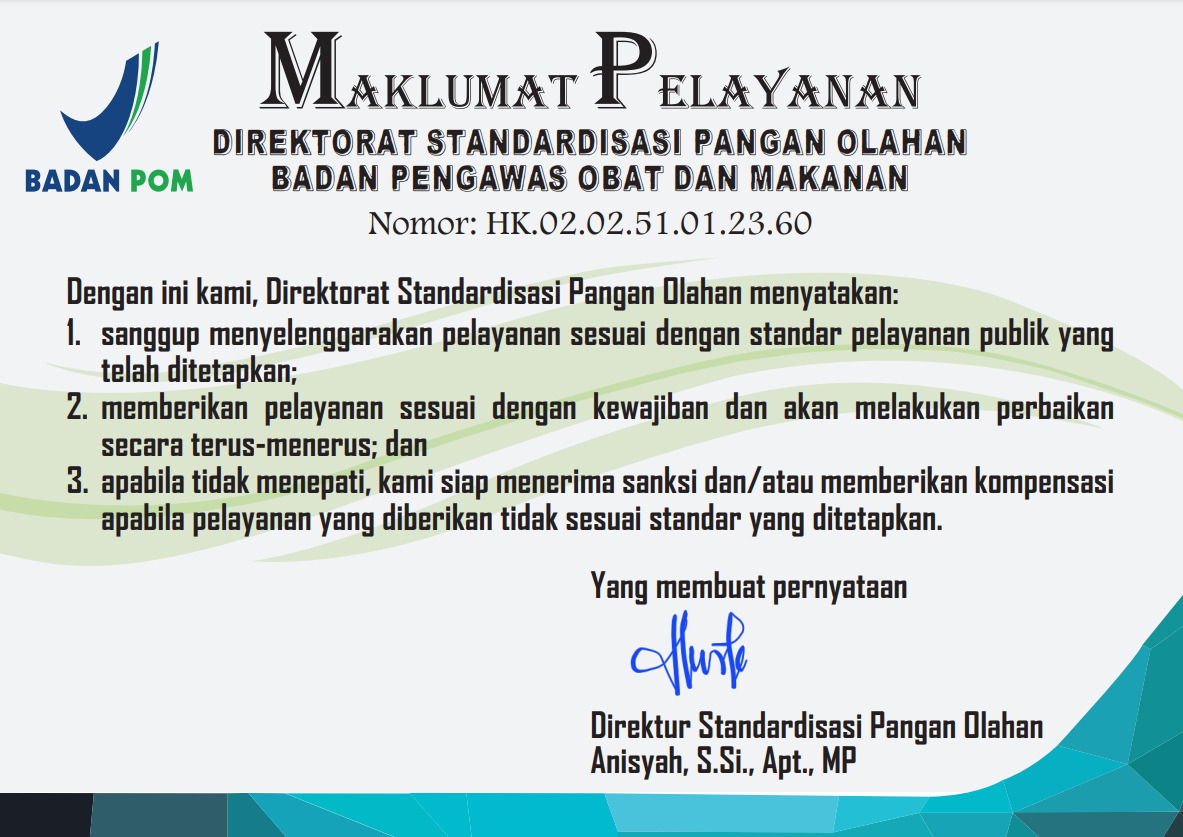 BADAN POM
MAKLUMAT PELAYANAN
DIREKTORAT STANDARDISASI PANGAN OLAHAN
BADAN PENGAWAS OBAT DAN MAKANAN
Nomor: HK.02.02.51.01.23.60
Dengan ini kami, Direktorat Standardisasi Pangan Olahan menyatakan:
1. sanggup menyelenggarakan pelayanan sesuai dengan standar pelayanan publik yang
telah ditetapkan;
2. memberikan pelayanan sesuai dengan kewajiban dan akan melakukan perbaikan
secara terus-menerus; dan
3. apabila tidak menepati, kami siap menerima sanksi dan/atau memberikan kompensasi
apabila pelayanan yang diberikan tidak sesuai standar yang ditetapkan.
Yang membuat pernyataan
Direktur Standardisasi Pangan Olahan
Anisyah, S.Si., Apt., MP